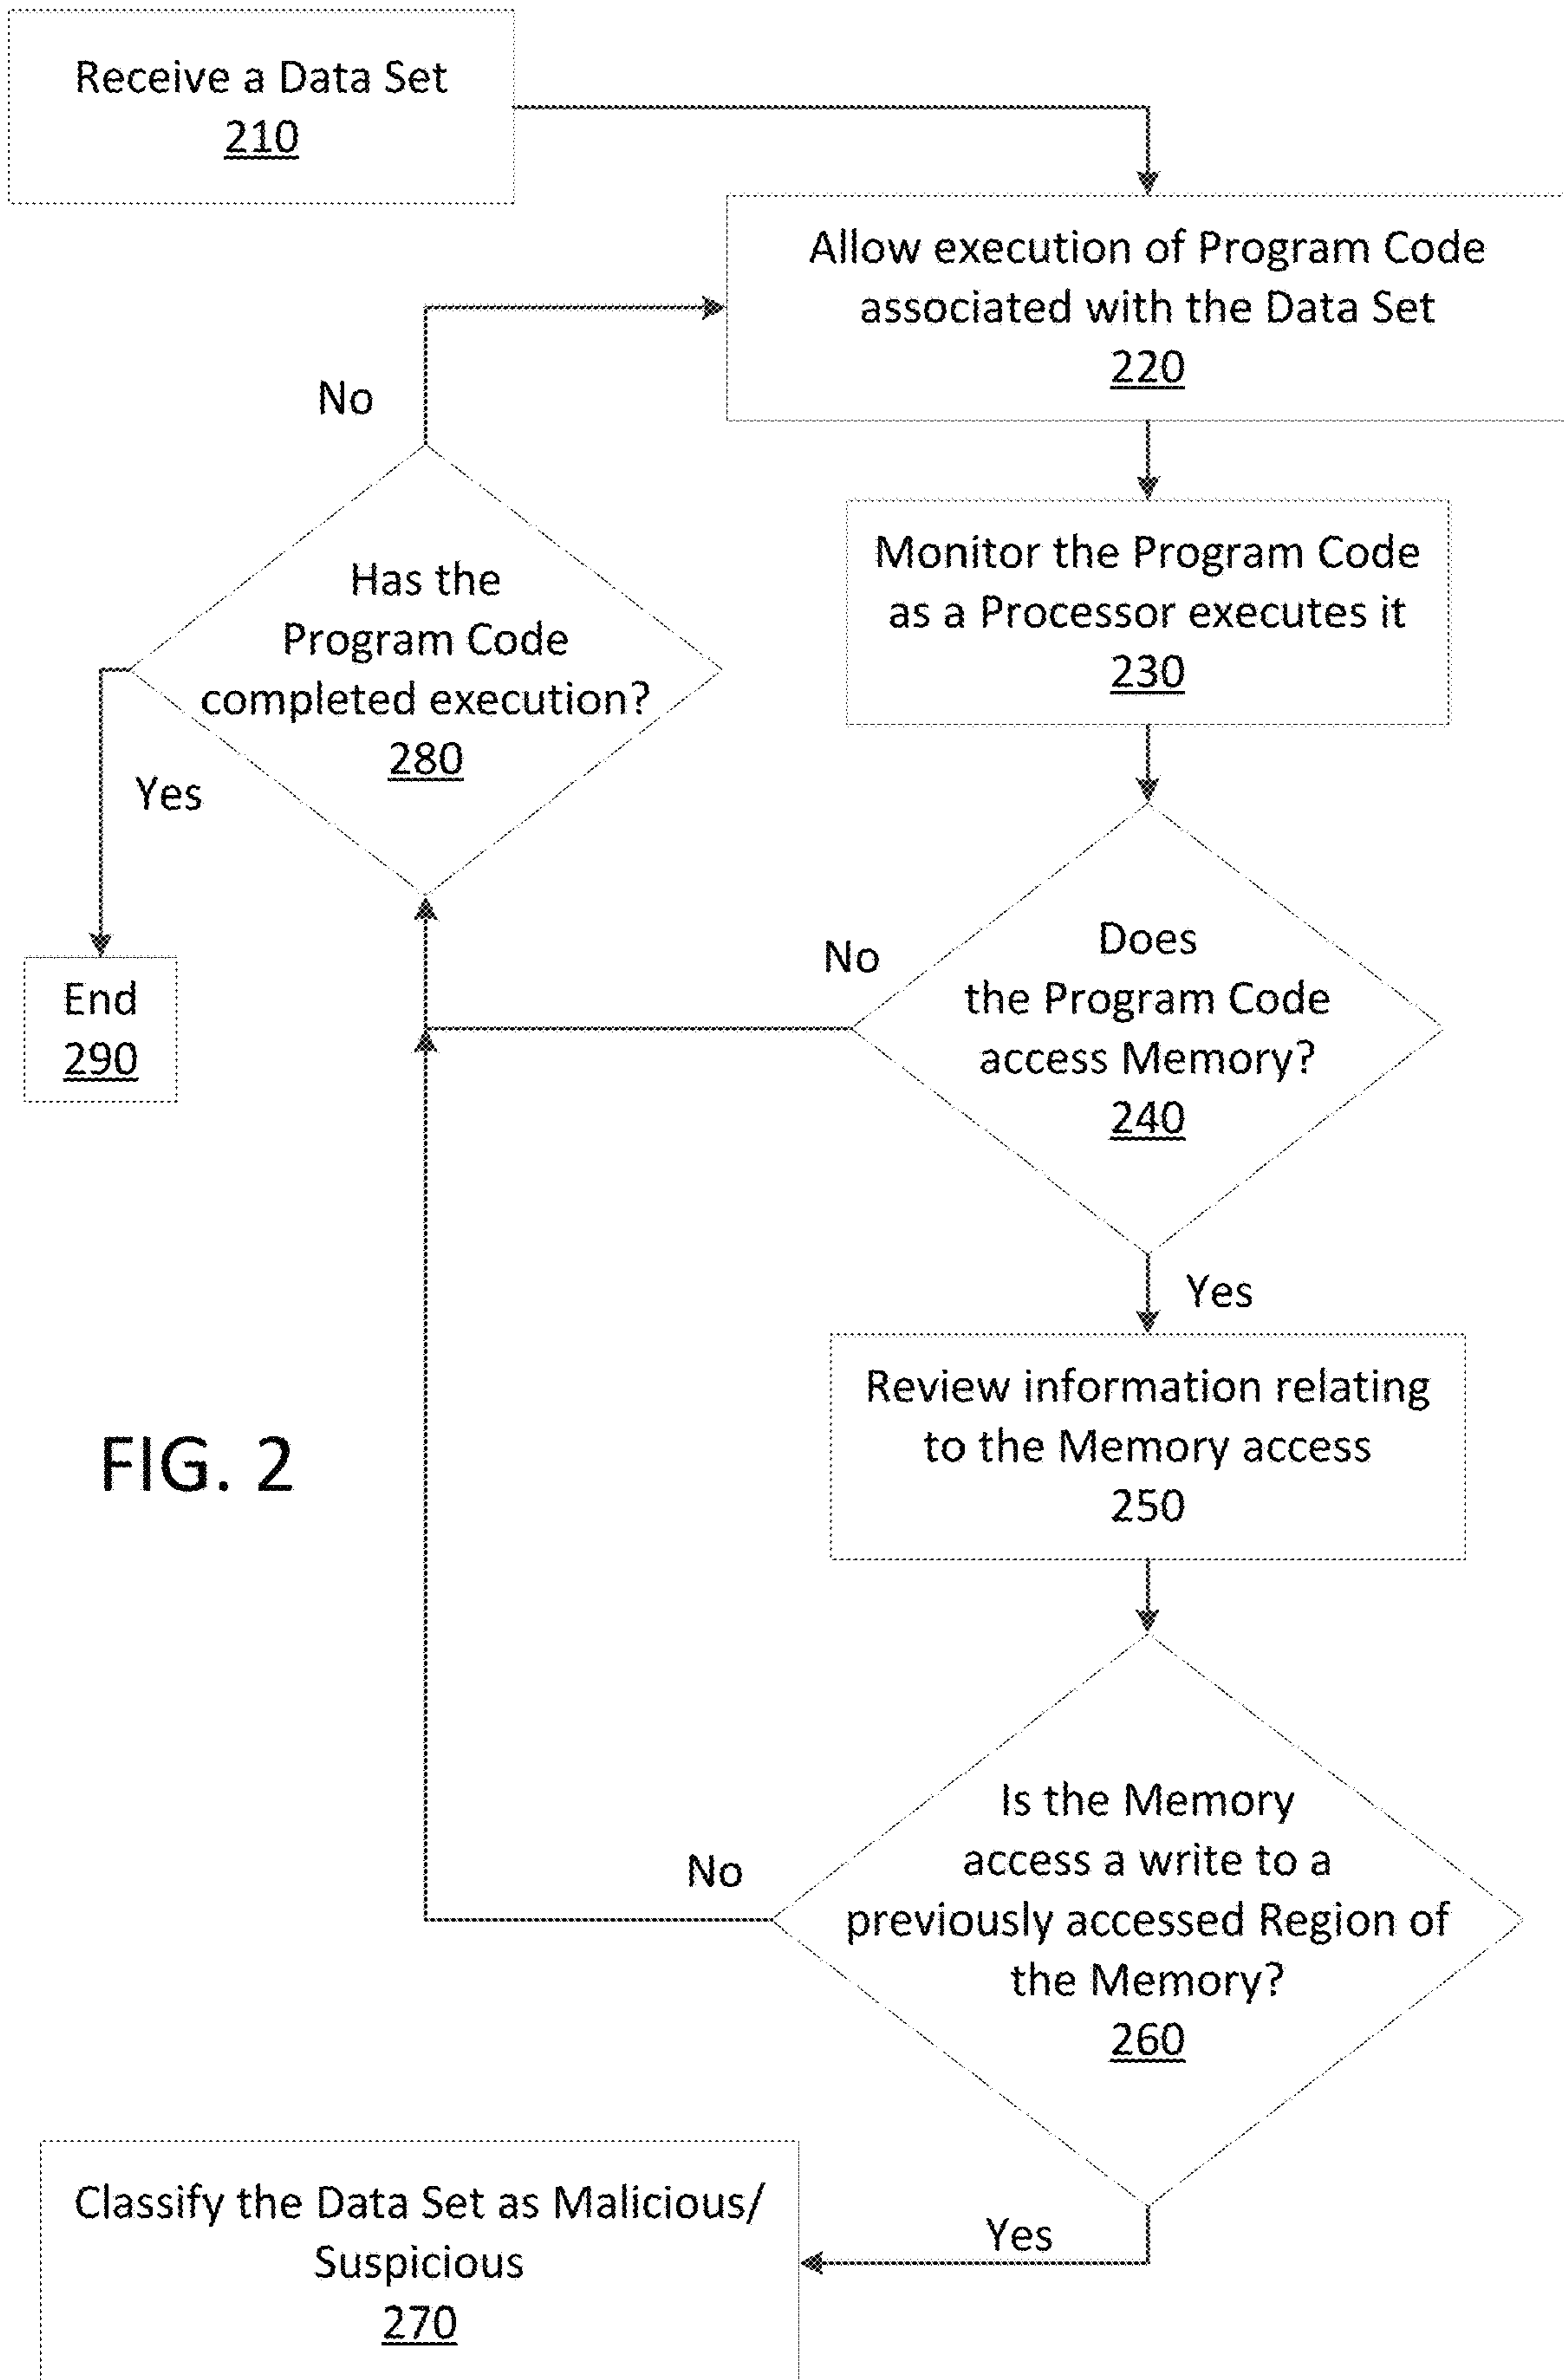 Receive a Data Set
210
Allow execution of Program Code
associated with the Data Set
220
No
Monitor the Program Code
as a Processor executes it
230
Has the
Program Code
completed execution?
280
Yes
End
290
No
Does
the Program Code
access Memory?
240
Yes
Review information relating
to the Memory access
250
FIG. 2
Is the Memory
access a write to a
previously accessed Region of
the Memory?
260
No
Yes
Classify the Data Set as Malicious/
Suspicious
270